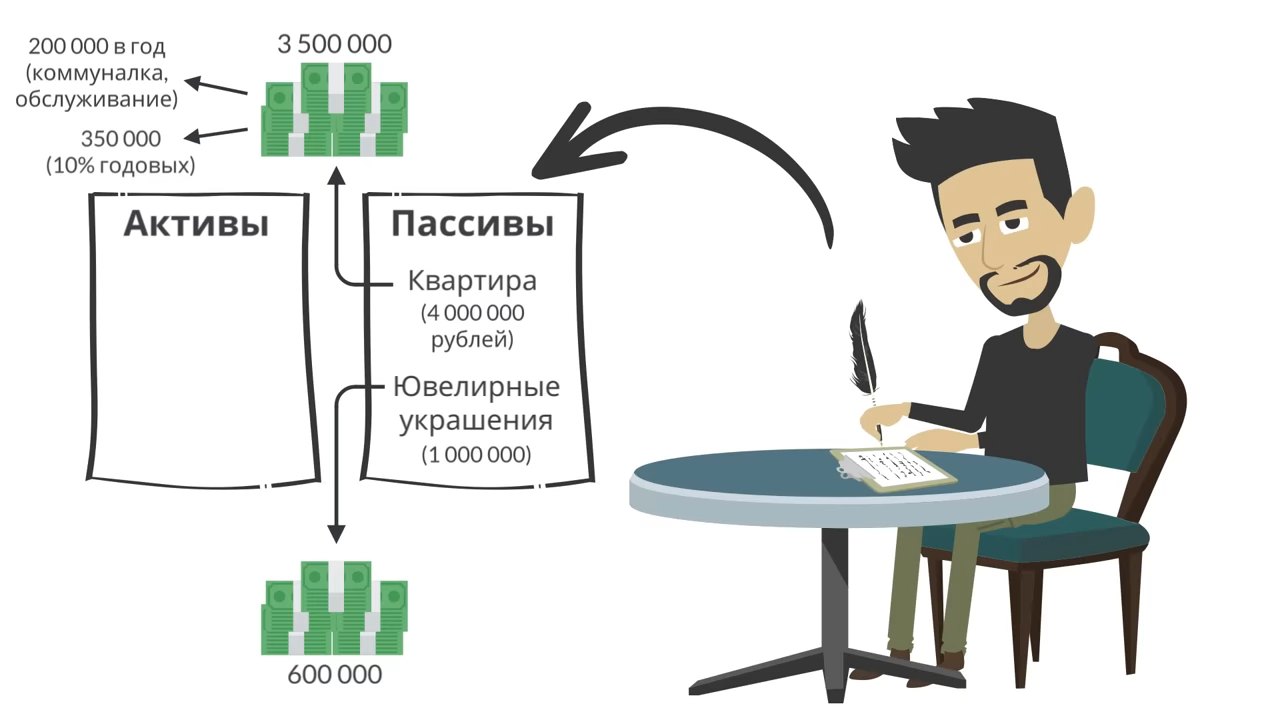 200 000 в год
(коммуналка,
обслуживание)
350 000
(10% годовых)
3 500 000
Активы
Пассивы
Квартира
(4 000 000
рублей)
Ювелирные
украшения
(1 000 000)
600 000